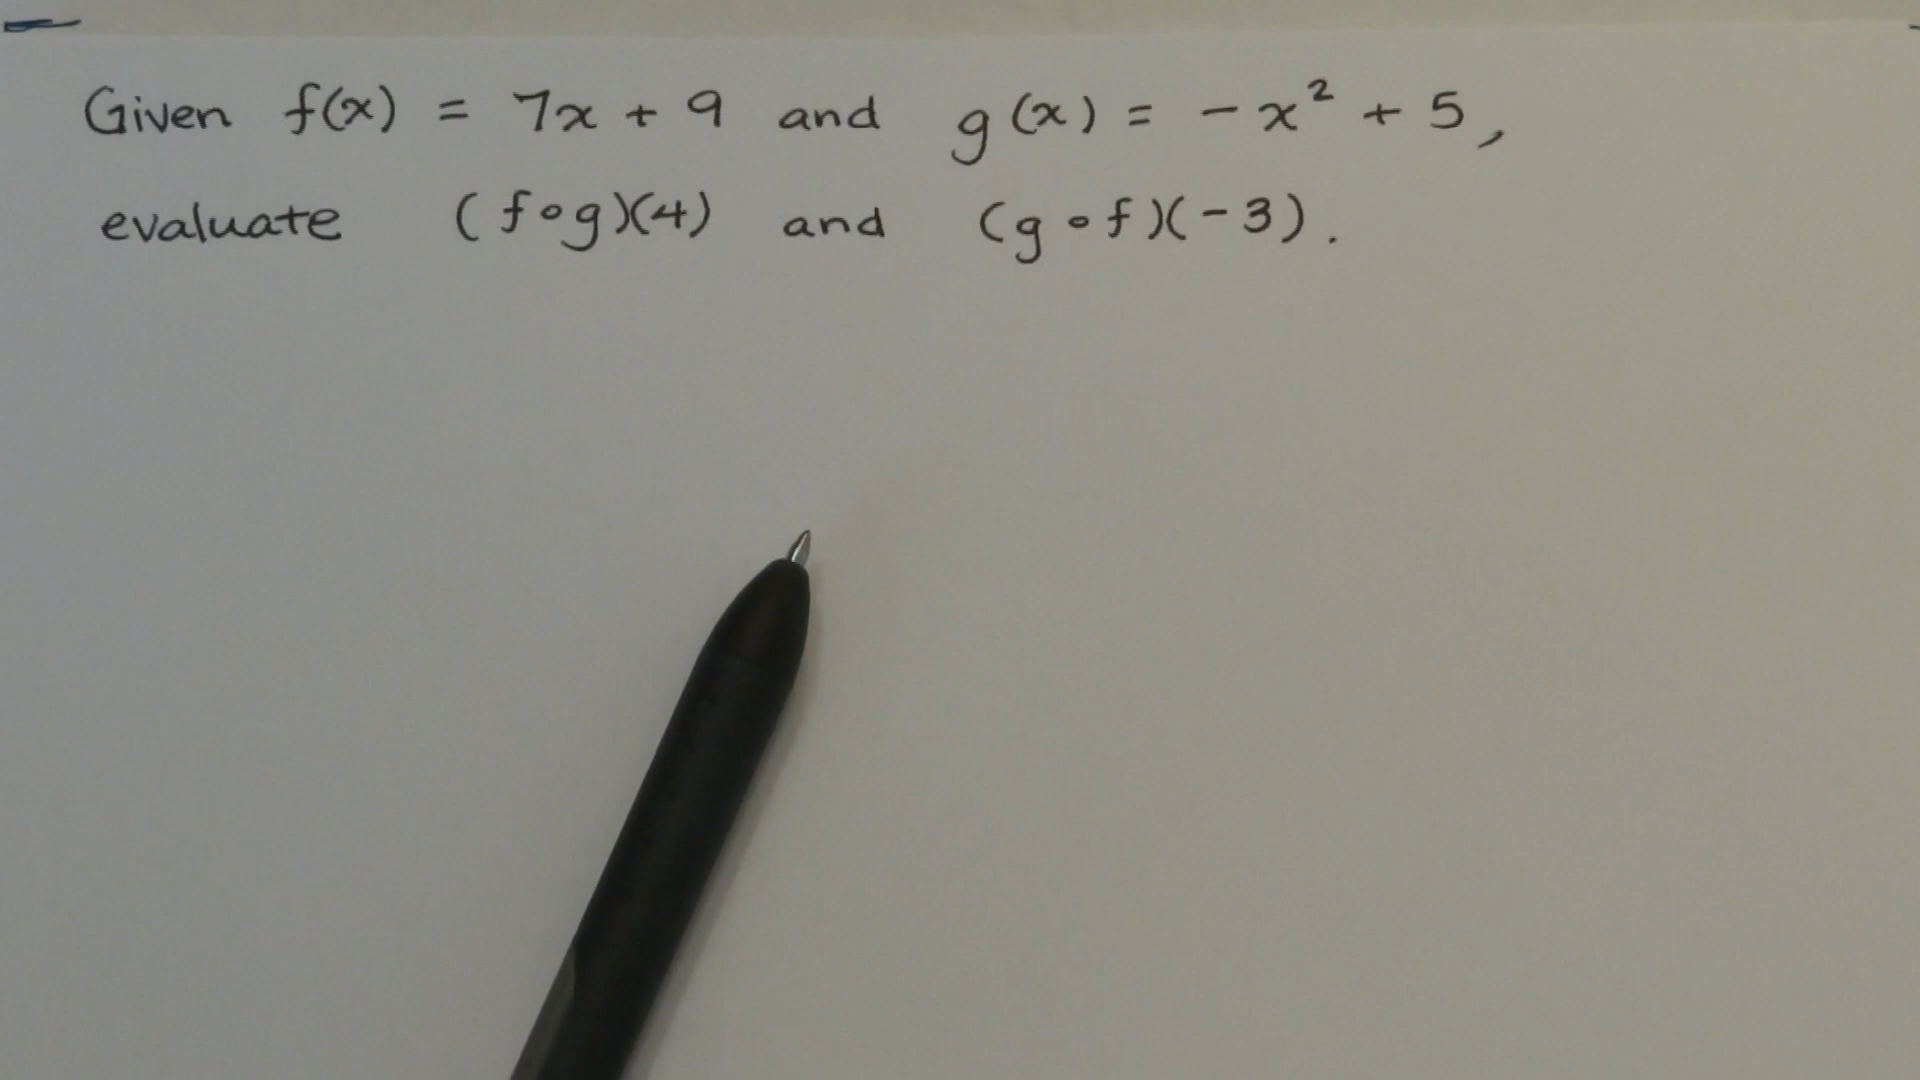 Given f(x) = 7x + 9 and g(x) = -x² + 5,
evaluate (f∘g)(4) and (g∘f)(-3).